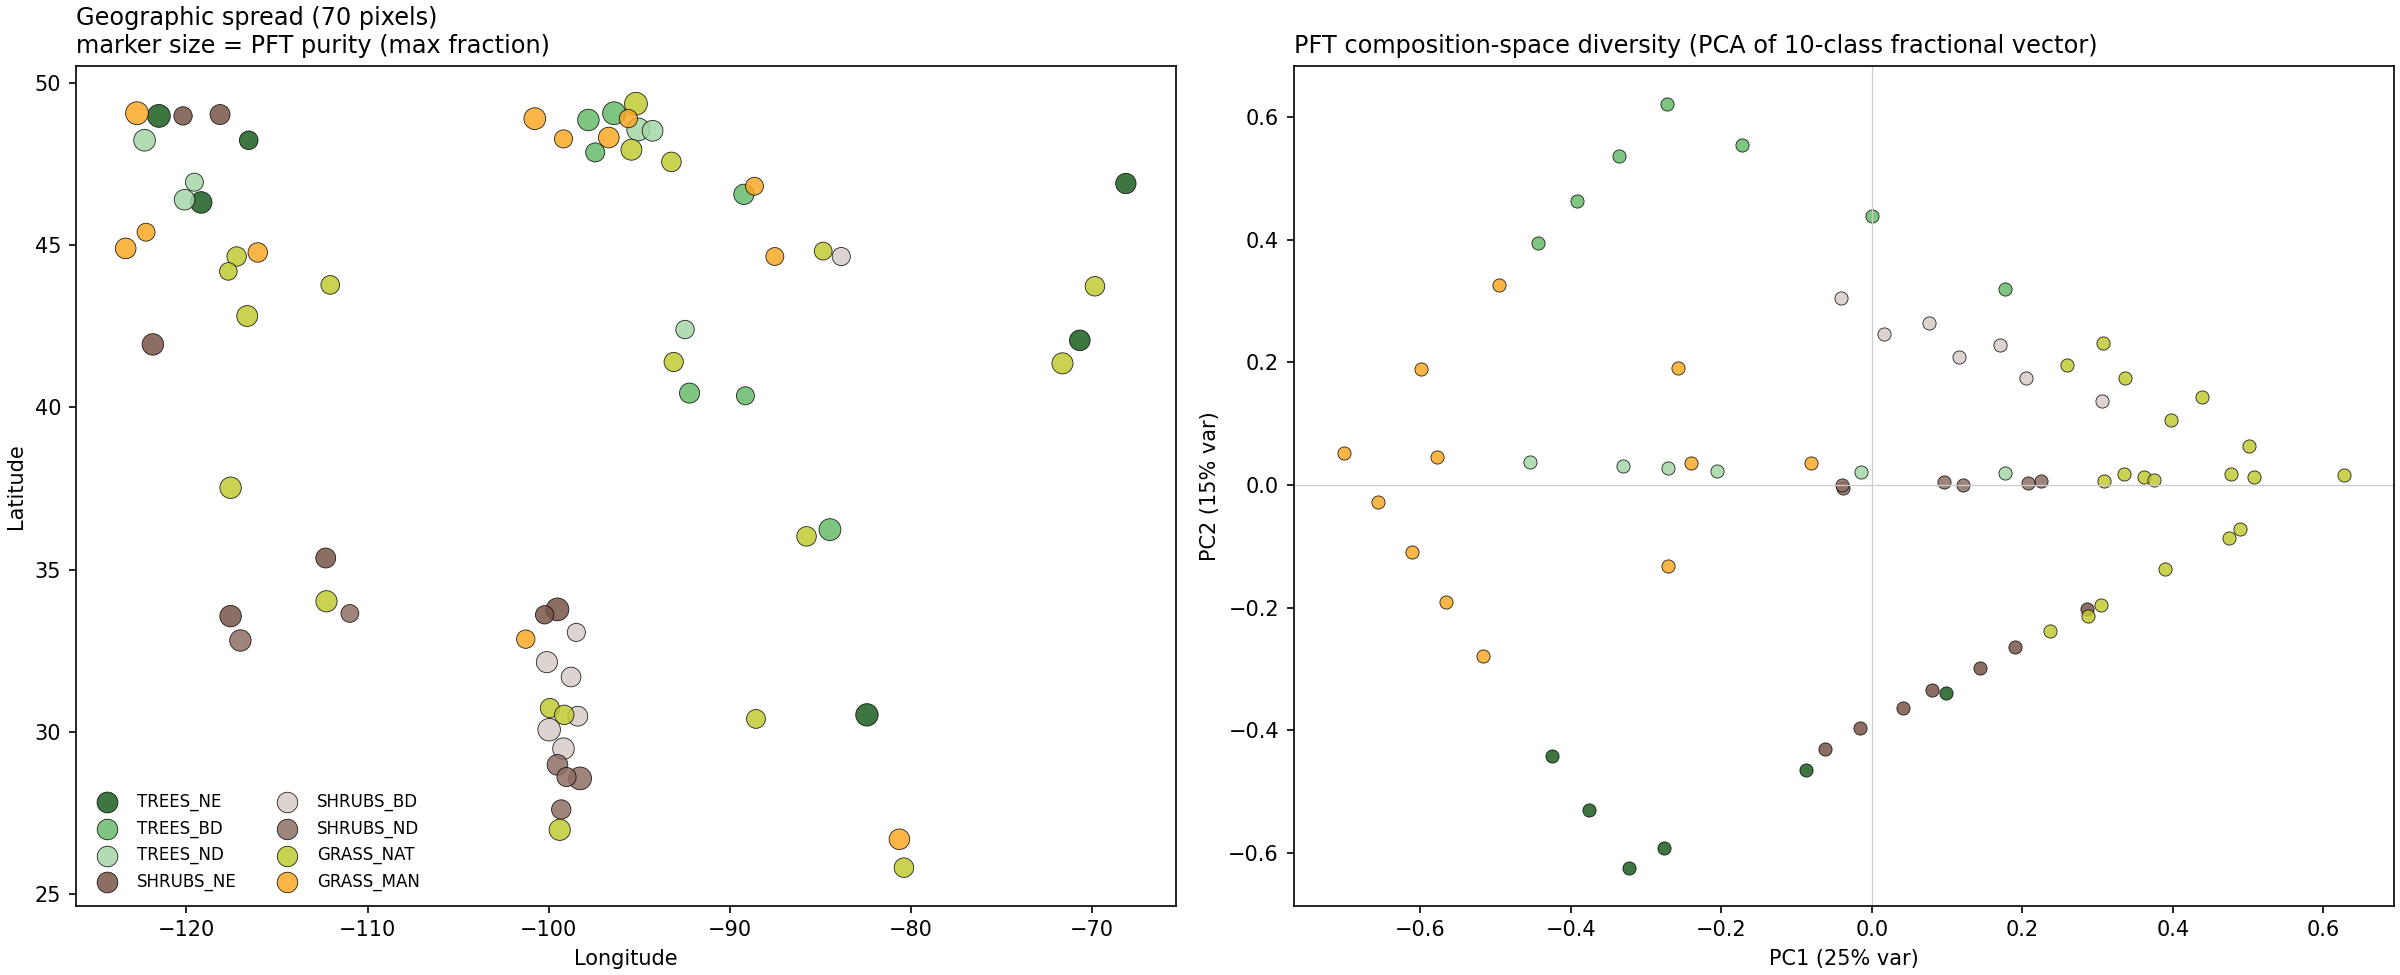 Geographic spread (70 pixels)
marker size = PFT purity (max fraction)
50
45
40
35
30
25
Latitude
TREES_NE
TREES_BD
TREES_ND
SHRUBS_NE
SHRUBS_BD
SHRUBS_ND
GRASS_NAT
GRASS_MAN
−120
−110
−100
−90
−80
−70
Longitude
PFT composition-space diversity (PCA of 10-class fractional vector)
0.6
0.4
0.2
0.0
−0.2
−0.4
−0.6
PC2 (15% var)
−0.6
−0.4
−0.2
0.0
0.2
0.4
0.6
PC1 (25% var)